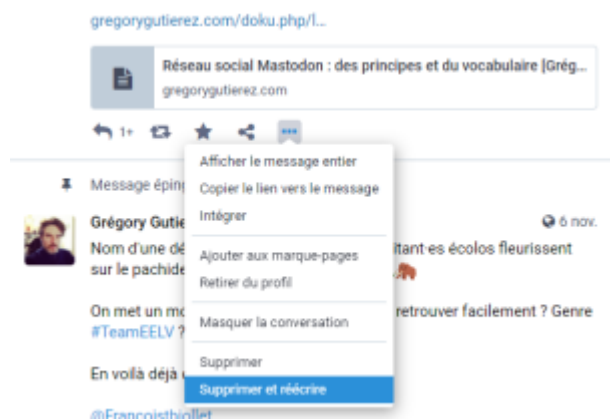 gregorygutierez.com/doku.php/l...
Réseau social Mastodon : des principes et du vocabulaire [Grég...
gregorygutierez.com
1+
Afficher le message entier
Copier le lien vers le message
Intégrer
Ajouter aux marque-pages
Retirer du profil
Masquer la conversation
Supprimer
Supprimer et réécrire
Message éping
Grégory Gutie 6 nov.
Nom d'une dé itant·es écolos fleurissent
sur le pachide
On met un mo retrouver facilement ? Genre
#TeamEELV ?
En voilà déjà
@Francoisthiollet